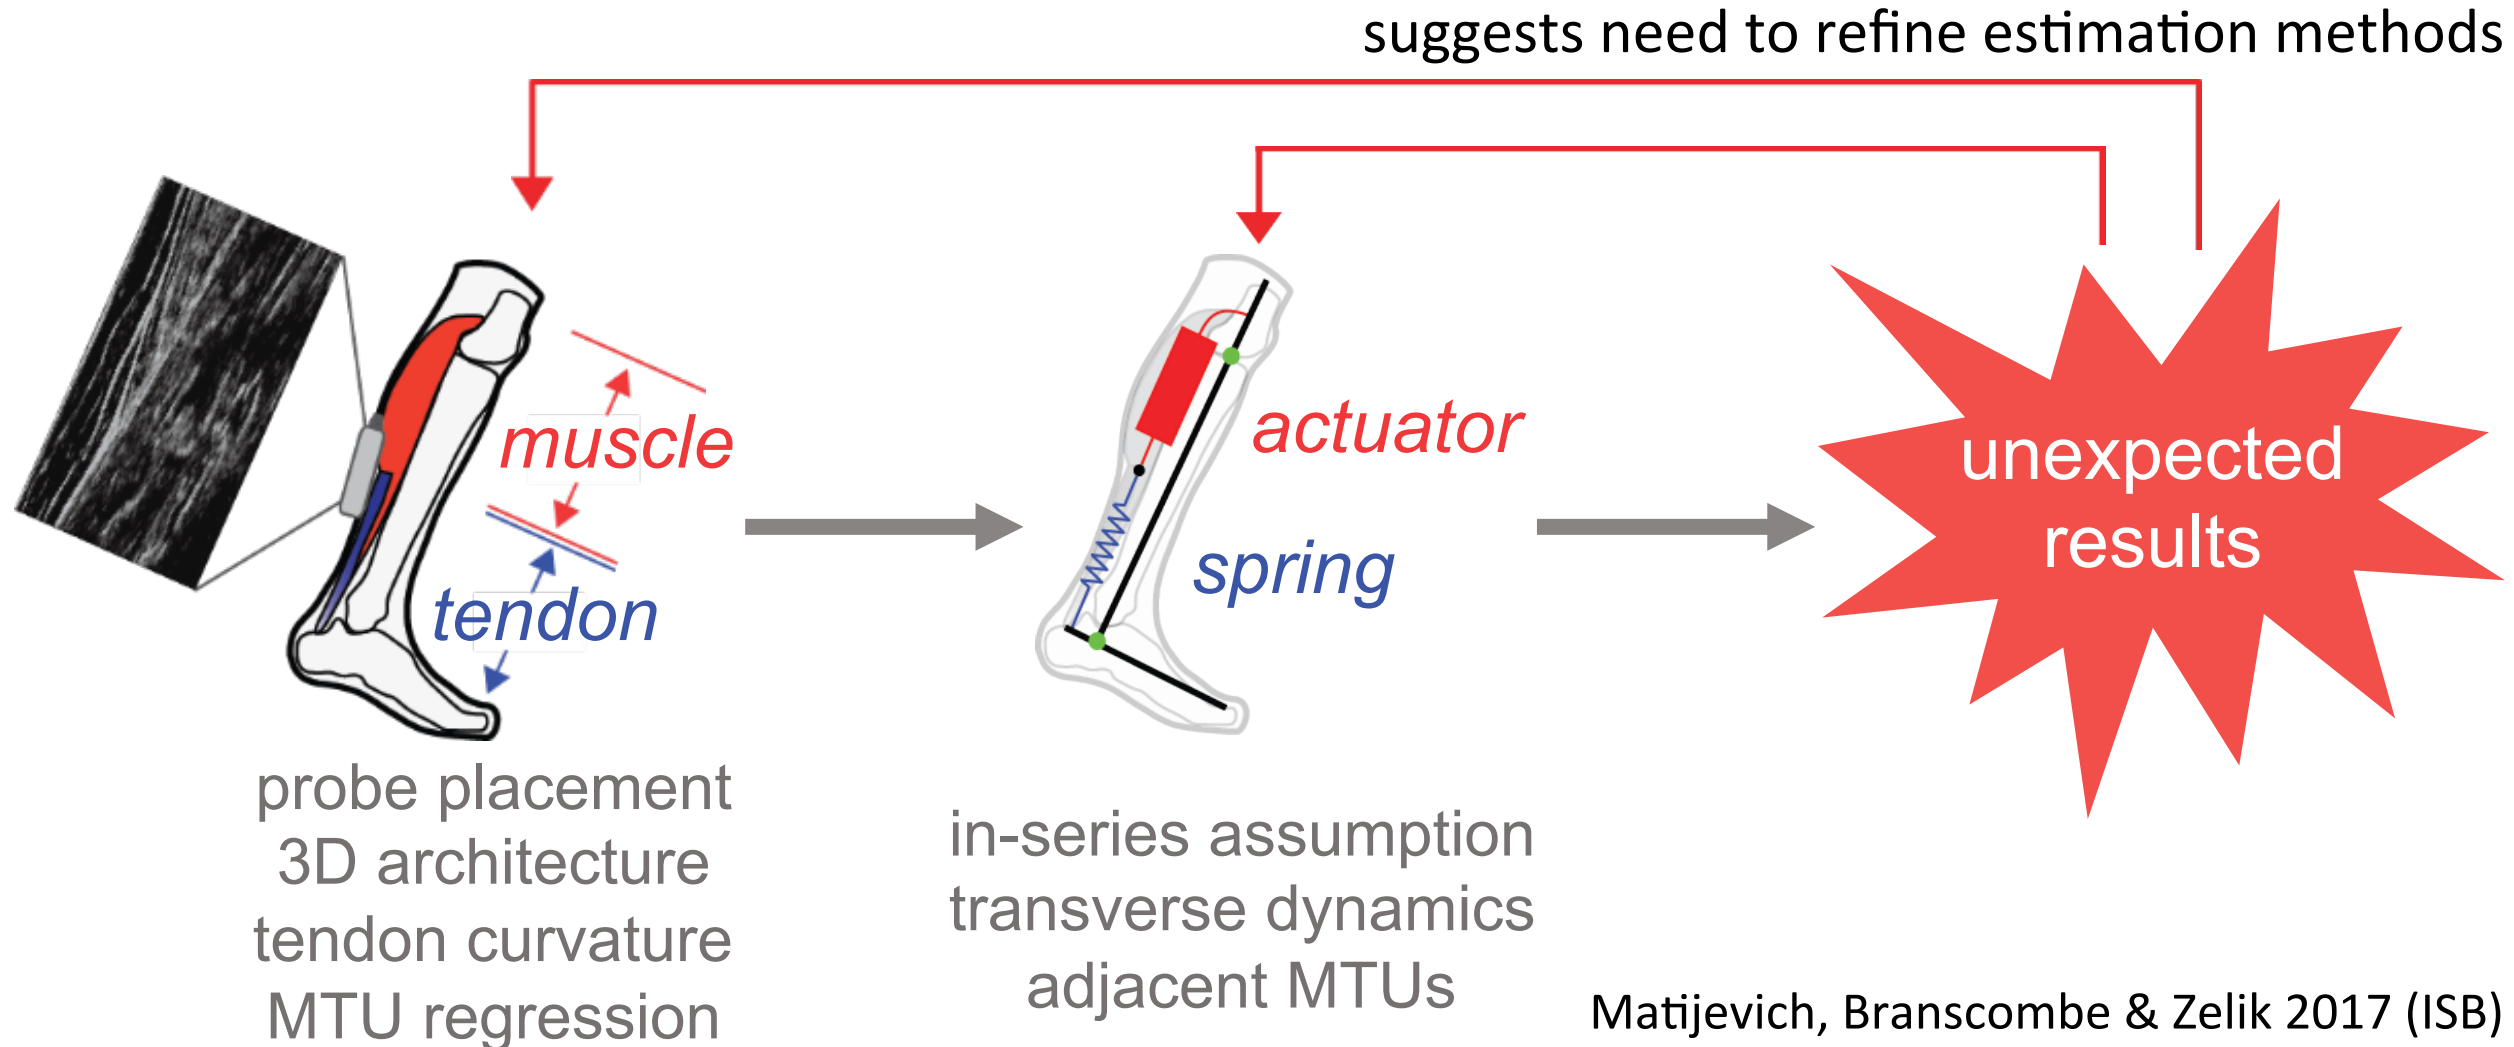 suggests need to refine estimation methods
muscle
tendon
actuator
spring
unexpected
results
probe placement
3D architecture
tendon curvature
MTU regression
in-series assumption
transverse dynamics
adjacent MTUs
Matijevich, Branscombe & Zelik 2017 (ISB)